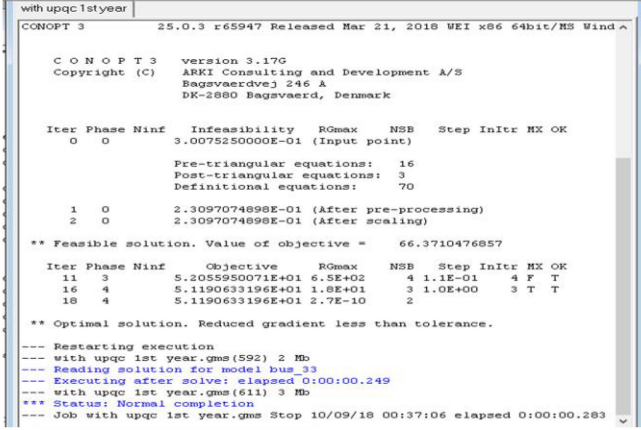 with upqc 1st year
CONOPT 3 25.0.3 r65947 Released Mar 21, 2018 WEI x86 64bit/MS Wind
C O N O P T 3 version 3.17G
Copyright (C) ARKI Consulting and Development A/S
Bagsvaerdvej 246 A
DK-2880 Bagsvaerd, Denmark
Iter Phase Ninf Infeasibility RGmax NSB Step InItr MX OK
0 0 3.0075250000E-01 (Input point)
Pre-triangular equations: 16
Post-triangular equations: 3
Definitional equations: 70
1 0 2.3097074898E-01 (After pre-processing)
2 0 2.3097074898E-01 (After scaling)
** Feasible solution. Value of objective = 66.3710476857
Iter Phase Ninf Objective RGmax NSB Step InItr MX OK
11 3 5.2055950071E+01 6.5E+02 4 1.1E-01 4 F T
16 4 5.1190633196E+01 1.8E+01 3 1.0E+00 3 T T
18 4 5.1190633196E+01 2.7E-10 2
** Optimal solution. Reduced gradient less than tolerance.
--- Restarting execution
--- with upqc 1st year.gms(592) 2 Mb
--- Reading solution for model bus_33
--- Executing after solve: elapsed 0:00:00.249
--- with upqc 1st year.gms(611) 3 Mb
*** Status: Normal completion
--- Job with upqc 1st year.gms Stop 10/09/18 00:37:06 elapsed 0:00:00.283